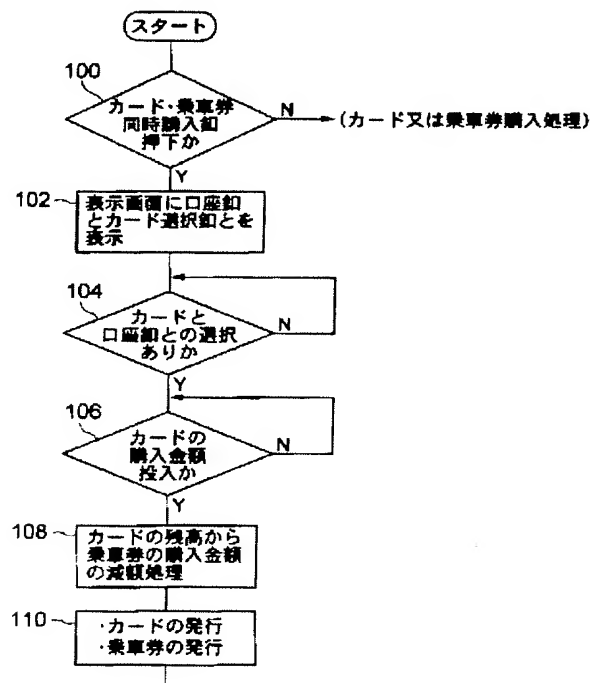 スタート
100
カード・乗車券
同時購入釦
押下か
N
(カード又は乗車券購入処理)
Y
102
表示画面に口座釦
とカード選択釦とを
表示
104
カードと
口座釦との選択
ありか
N
Y
106
カードの
購入金額
投入か
N
Y
108
カードの残高から
乗車券の購入金額
の減額処理
110
・カードの発行
・乗車券の発行